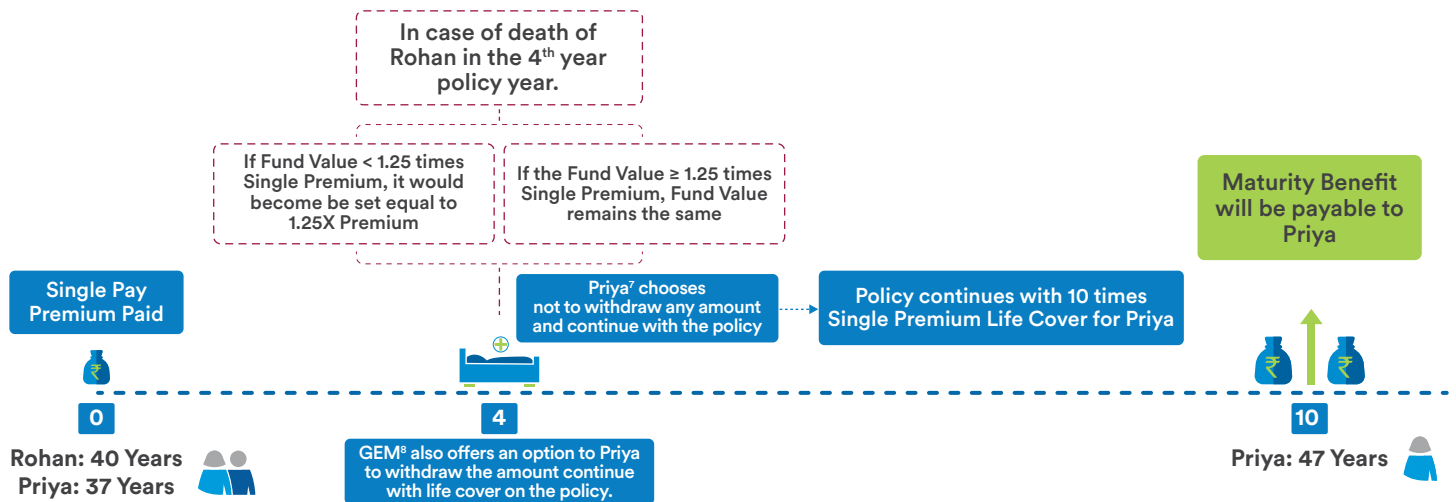 In case of death of
Rohan in the 4th year
policy year.
If Fund Value < 1.25 times
Single Premium, it would
become be set equal to
1.25X Premium
If the Fund Value ≥ 1.25 times
Single Premium, Fund Value
remains the same
Maturity Benefit
will be payable to
Priya
Single Pay
Premium Paid
Priya⁷ chooses
not to withdraw any amount
and continue with the policy
Policy continues with 10 times
Single Premium Life Cover for Priya
₹
₹
₹
0
4
10
Rohan: 40 Years
Priya: 37 Years
GEM⁸ also offers an option to Priya
to withdraw the amount continue
with life cover on the policy.
Priya: 47 Years